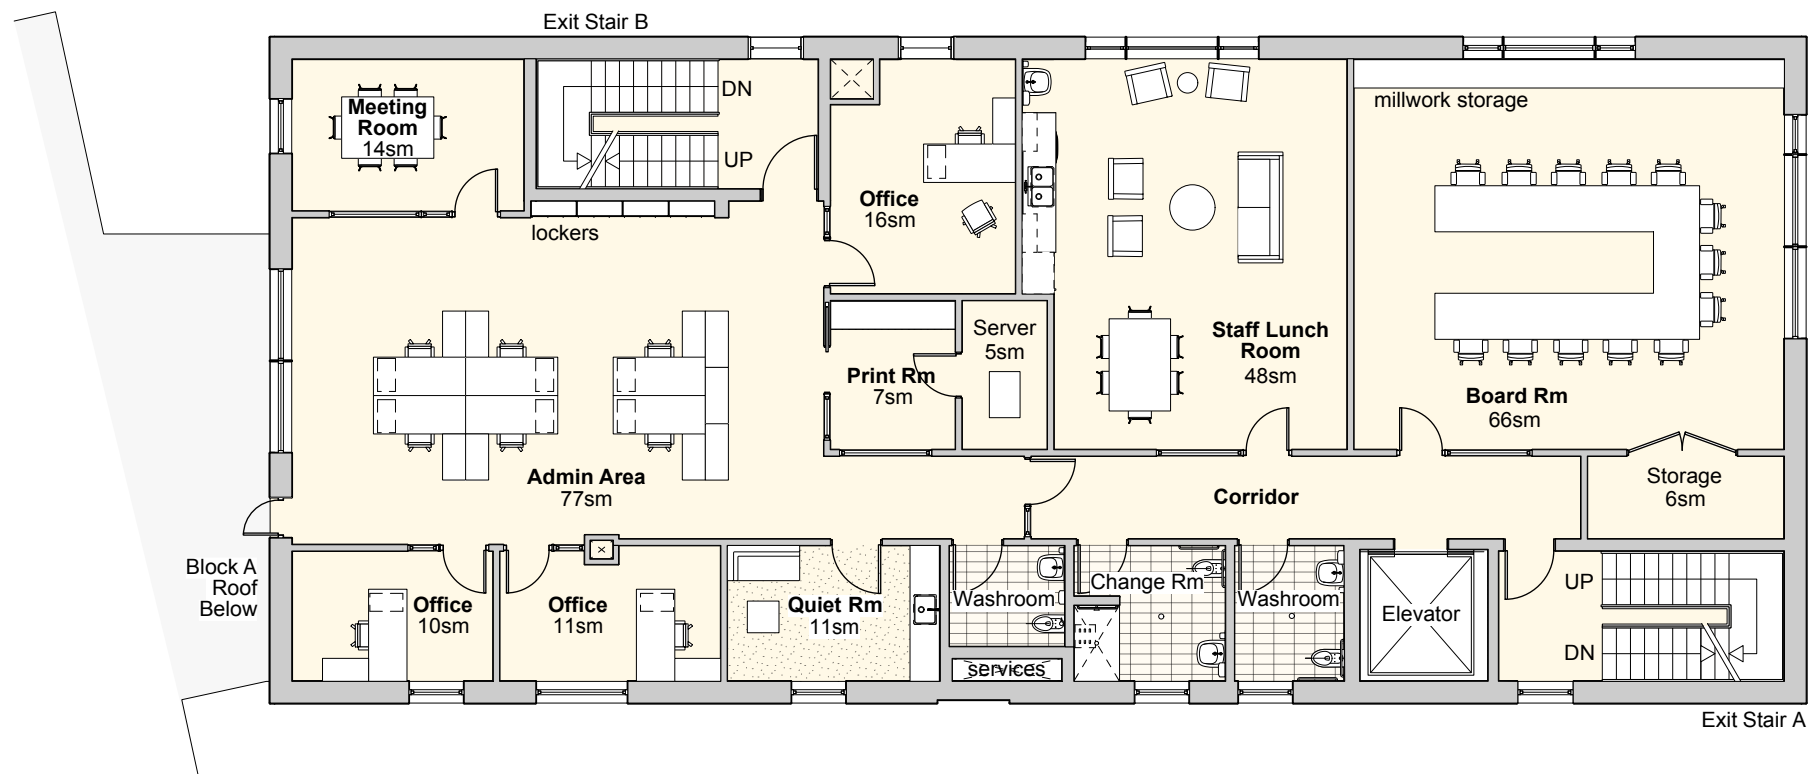 Exit Stair B
Meeting
Room
14sm
DN
UP
lockers
Office
16sm
millwork storage
Server
5sm
Print Rm
7sm
Staff Lunch
Room
48sm
Board Rm
66sm
Admin Area
77sm
Corridor
Storage
6sm
Block A
Roof
Below
Office
10sm
x
Office
11sm
Quiet Rm
11sm
Washroom
services
Change Rm
Washroom
Elevator
UP
DN
Exit Stair A